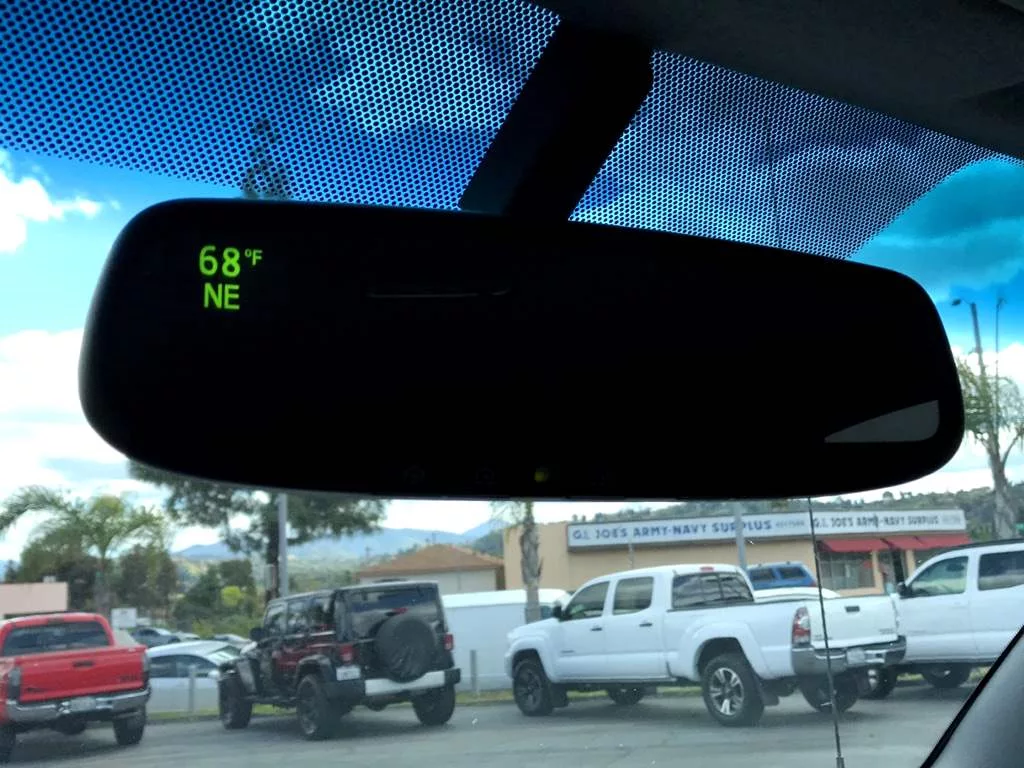 68°F
NE
G.I. JOE'S ARMY-NAVY SURPLUS
G.I. JOE'S ARMY-NAVY SURPLUS